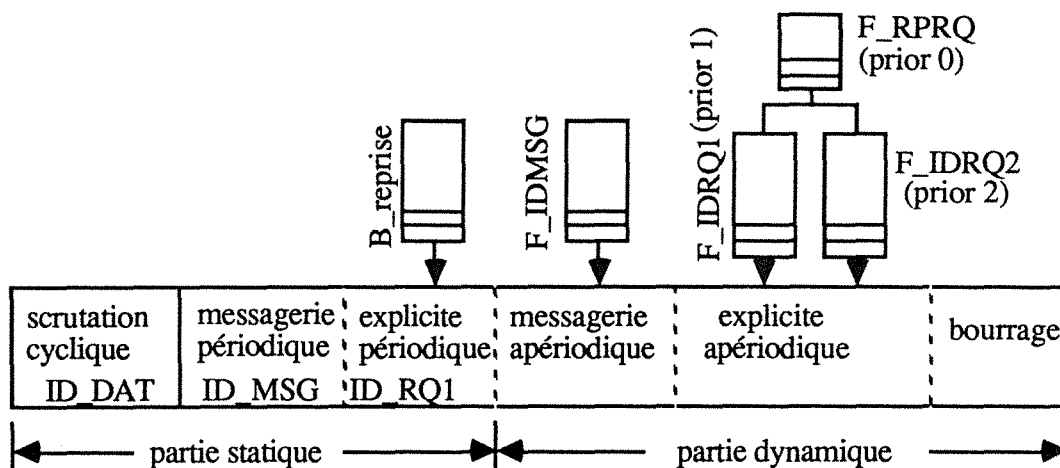 F_RPRQ
(prior 0)
B_reprise
F_IDMSG
F_IDRQ1 (prior 1)
F_IDRQ2
(prior 2)
scrutation
cyclique
ID_DAT
messagerie
périodique
ID_MSG
explicite
périodique
ID_RQ1
messagerie
apériodique
explicite
apériodique
bourrage
partie statique
partie dynamique